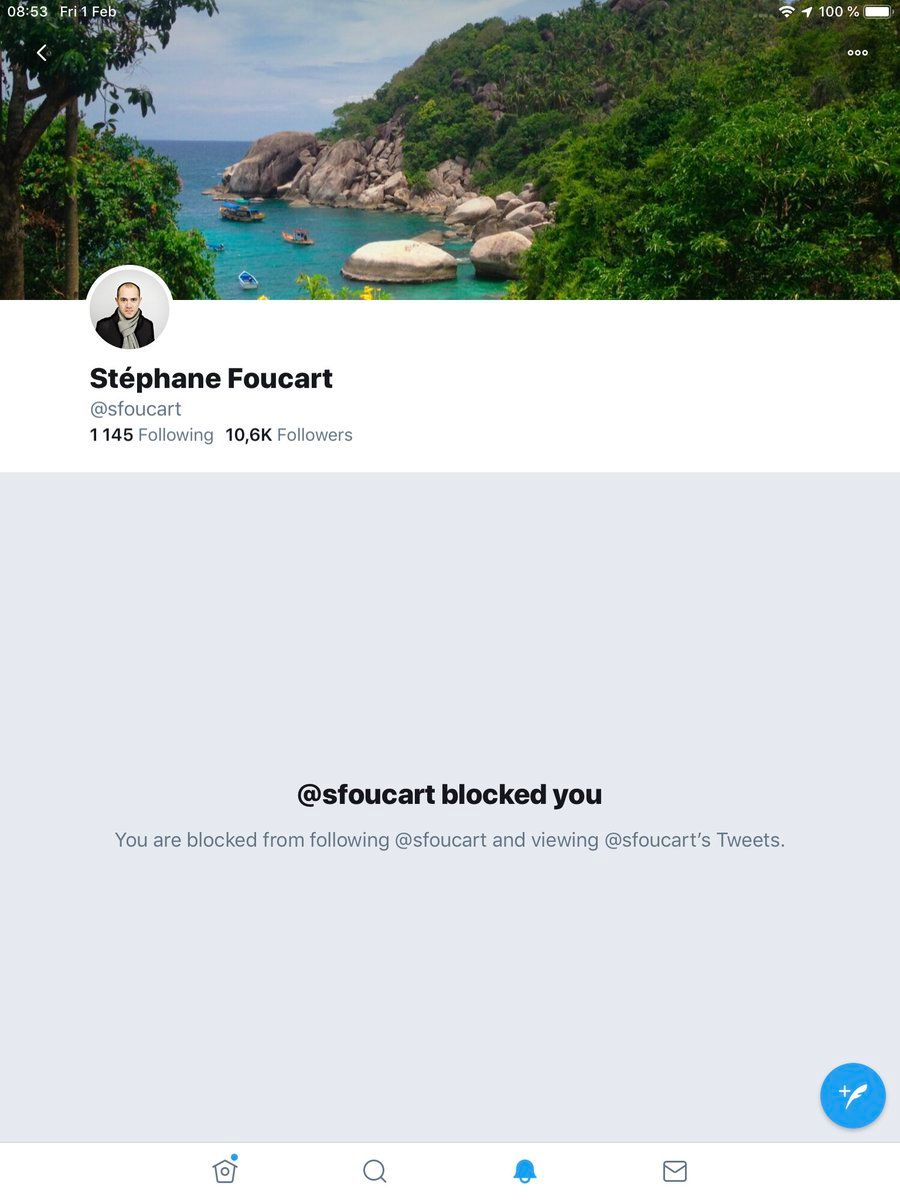 08:53 Fri 1 Feb 100 %
Stéphane Foucart
@sfoucart
1 145 Following 10,6K Followers
@sfoucart blocked you
You are blocked from following @sfoucart and viewing @sfoucart’s Tweets.